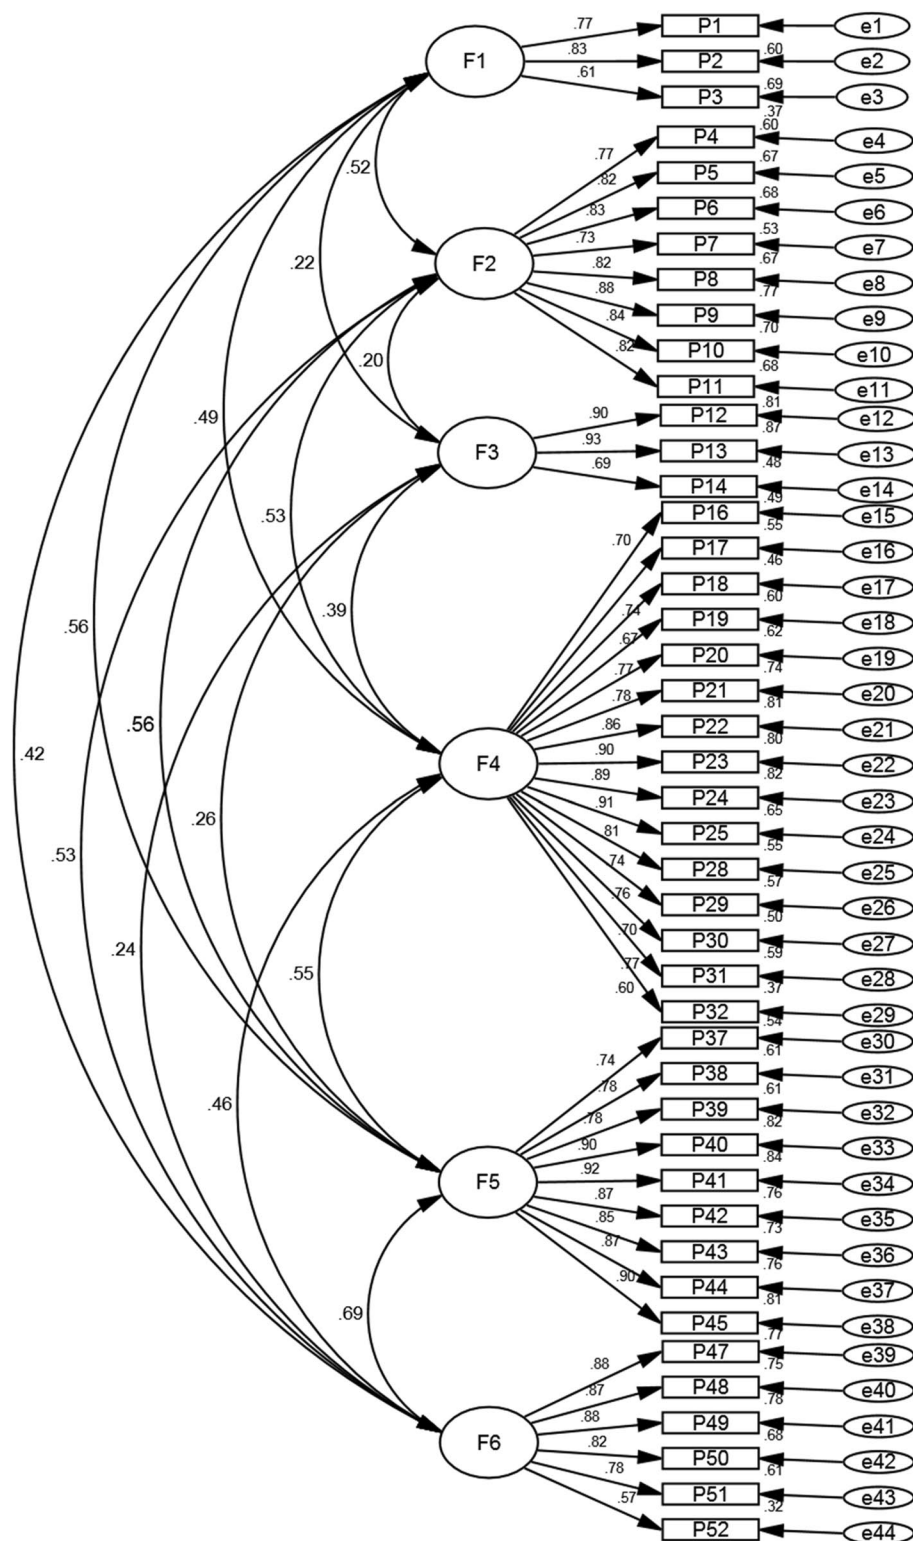 .77 P1 e1
F1 .83 .60 P2 e2
.61 .69 P3 e3
.37
.60 P4 e4
.77 .67
.52 .82 P5 e5
.68
.83 P6 e6
.53
F2 .73 P7 e7
.22 .67
.82 P8 e8
.77
.88 P9 e9
.70
.84 P10 e10
.20 .68
.82 P11 e11
.81
.49 .90 P12 e12
.87
F3 .93 P13 e13
.48
.69 P14 e14
.49
.53 P16 e15
.70 .55
P17 e16
.46
.39 P18 e17
.74 .60
.56 .67 P19 e18
.62
.77 P20 e19
.74
.78 P21 e20
.81
.56 .86 P22 e21
.80
.42 F4 .90 P23 e22
.82
.26 .89 P24 e23
.65
.91 P25 e24
.55
.53 .81 P28 e25
.57
.74 P29 e26
.50
.24 .76 P30 e27
.59
.55 .70 P31 e28
.37
.77
.60 P32 e29
.54
P37 e30
.74 .61
.46 .78 P38 e31
.61
.78 P39 e32
.82
.90 P40 e33
.84
F5 .92 P41 e34
.76
.87 P42 e35
.73
.85 P43 e36
.76
.87 P44 e37
.81
.69 .90 P45 e38
.77
P47 e39
.88 .75
.87 P48 e40
.78
F6 .88 P49 e41
.68
.82 P50 e42
.61
.78 P51 e43
.32
.57 P52 e44